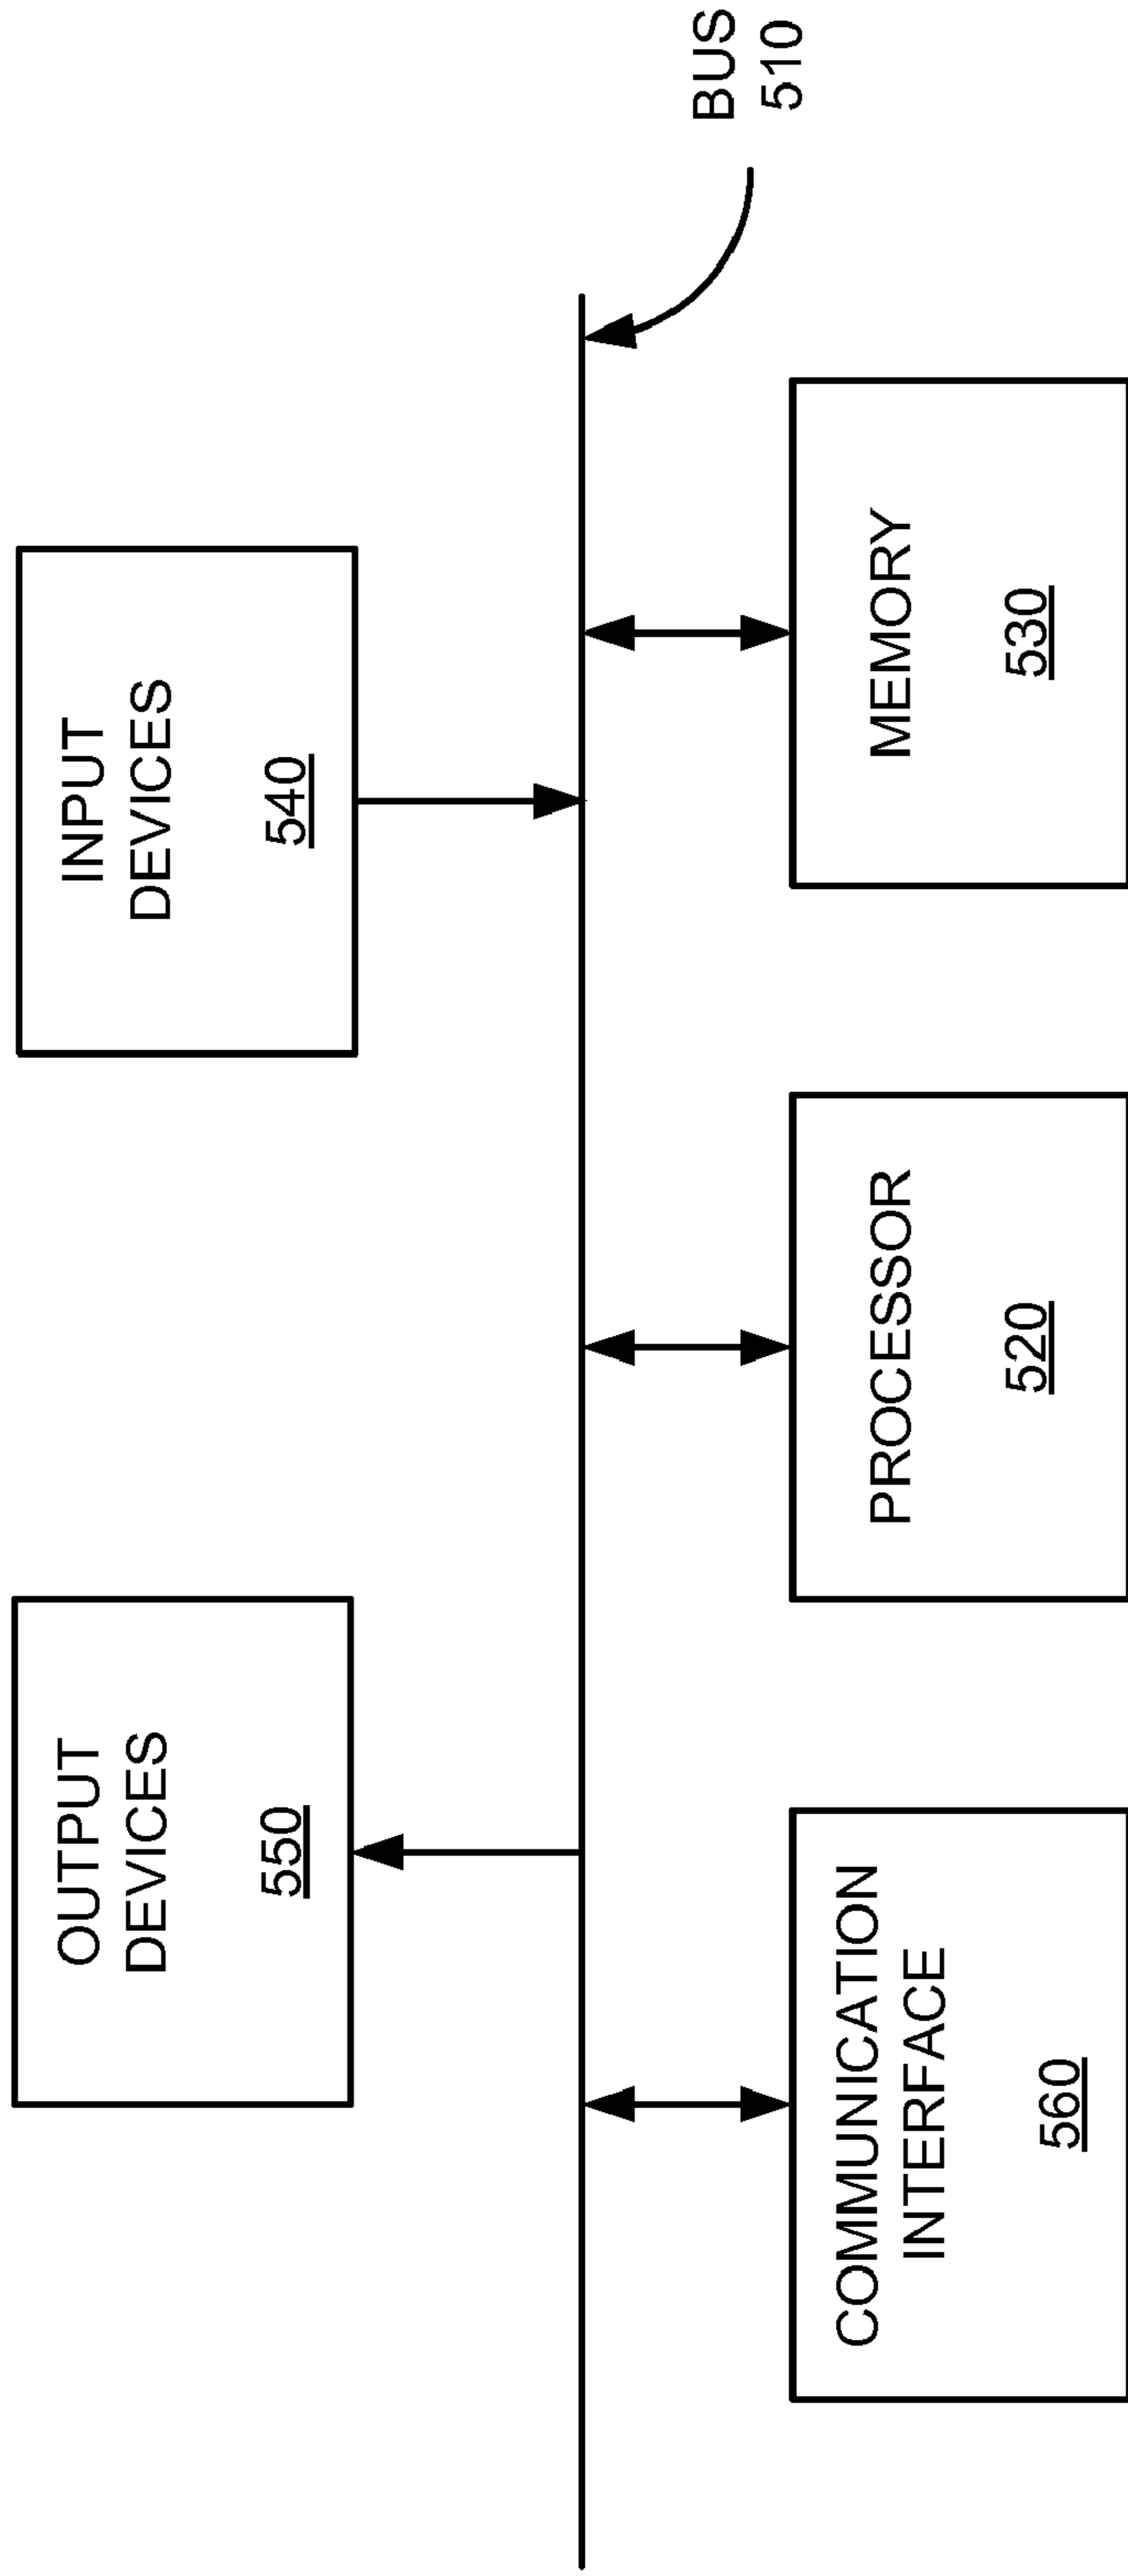 OUTPUT
DEVICES
550
INPUT
DEVICES
540
BUS
510
COMMUNICATION
INTERFACE
560
PROCESSOR
520
MEMORY
530